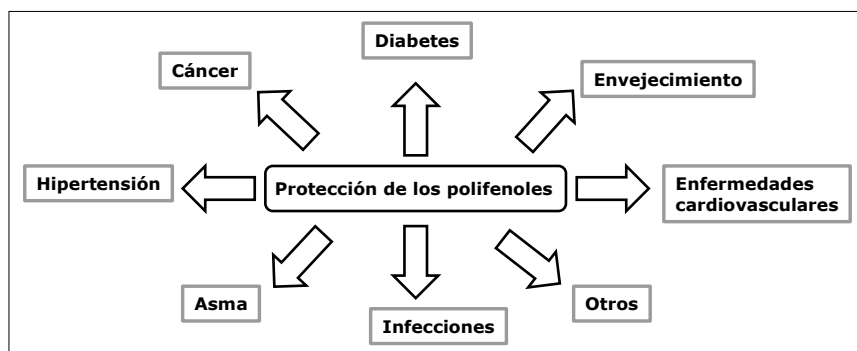 Diabetes
Cáncer
Envejecimiento
Hipertensión
Protección de los polifenoles
Enfermedades
cardiovasculares
Asma
Infecciones
Otros